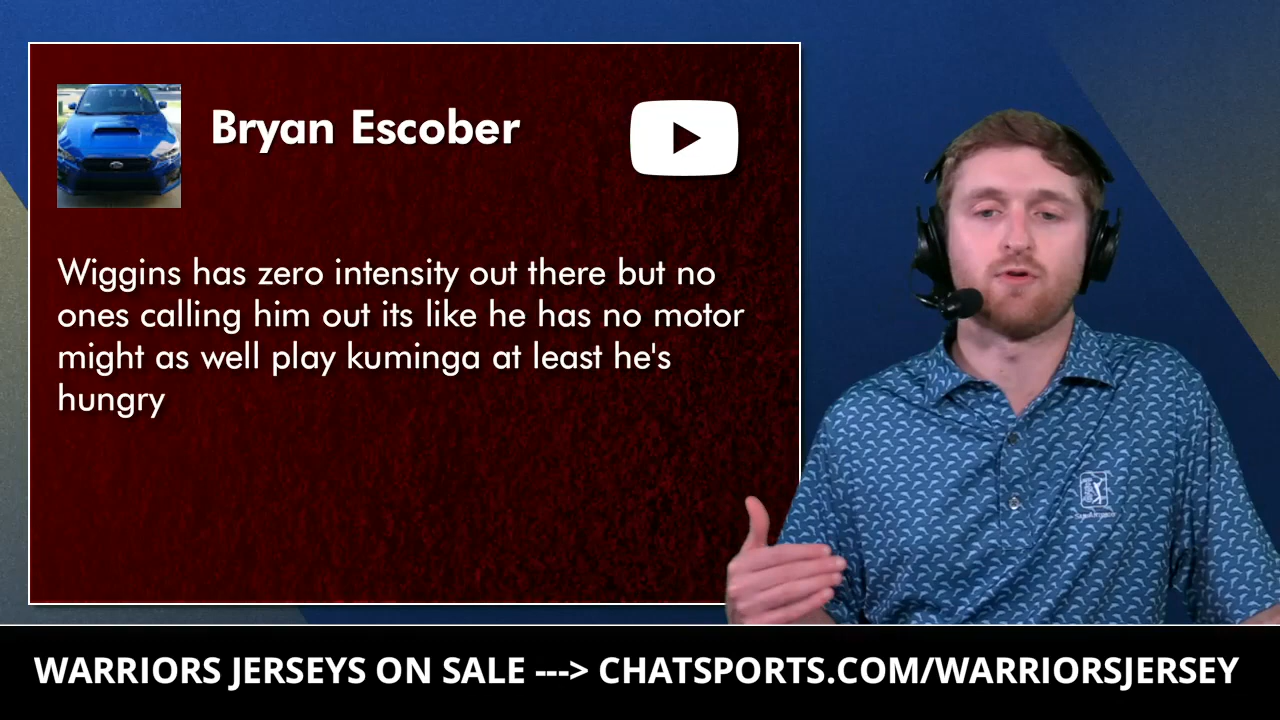 Bryan Escober
Wiggins has zero intensity out there but no
ones calling him out its like he has no motor
might as well play kuminga at least he's
hungry
WARRIORS JERSEYS ON SALE ---> CHATSPORTS.COM/WARRIORSJERSEY